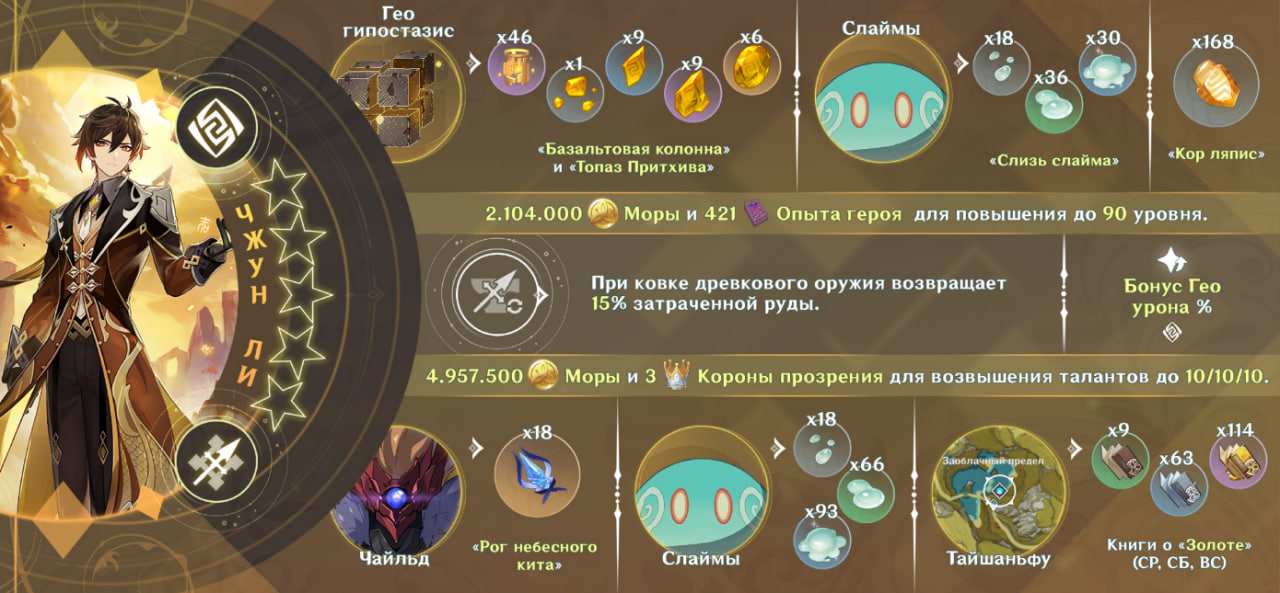 Гео
гипостазис
x46
x1
x9
x9
x6
«Базальтовая колонна»
и «Топаз Притхива»
Слаймы
x18
x36
x30
«Слизь слайма»
x168
«Кор ляпис»
ЧЖУН ЛИ
2.104.000 Моры и 421 Опыта героя для повышения до 90 уровня.
При ковке древкового оружия возвращает
15% затраченной руды.
Бонус Гео
урона %
4.957.500 Моры и 3 Короны прозрения для возвышения талантов до 10/10/10.
Чайльд
x18
«Рог небесного
кита»
Слаймы
x18
x66
x93
Заоблачный предел
Тайшаньфу
x9
x63
x114
Книги о «Золоте»
(СР, СБ, ВС)